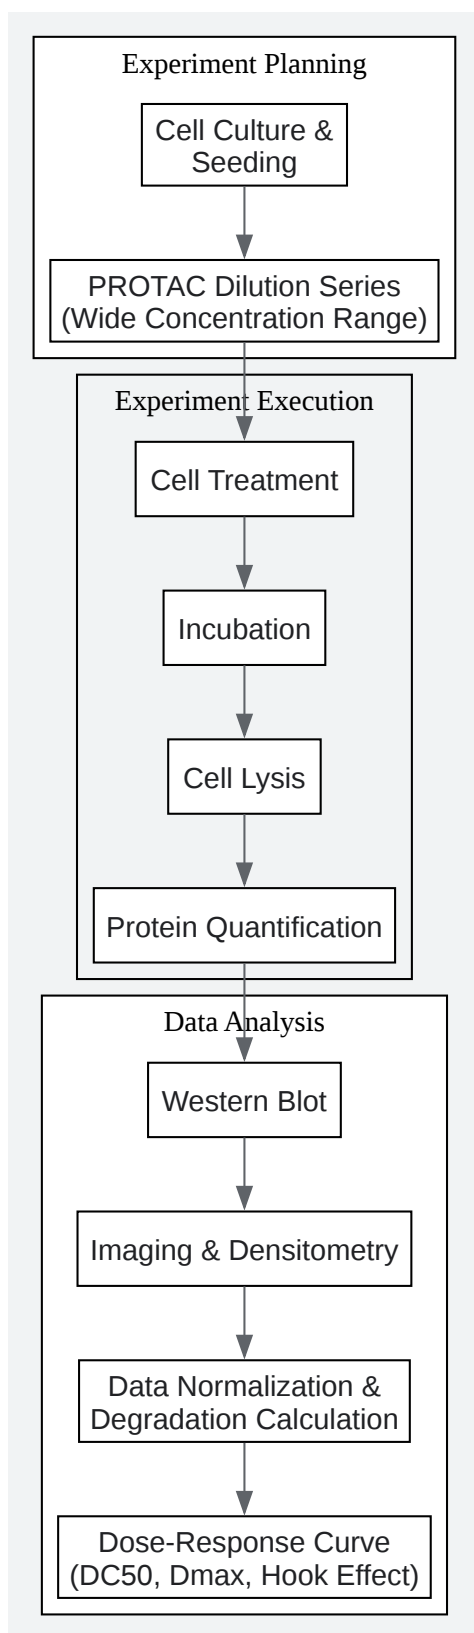 Experiment Planning
Cell Culture &
Seeding
PROTAC Dilution Series
(Wide Concentration Range)
Experiment Execution
Cell Treatment
Incubation
Cell Lysis
Protein Quantification
Data Analysis
Western Blot
Imaging & Densitometry
Data Normalization &
Degradation Calculation
Dose-Response Curve
(DC50, Dmax, Hook Effect)